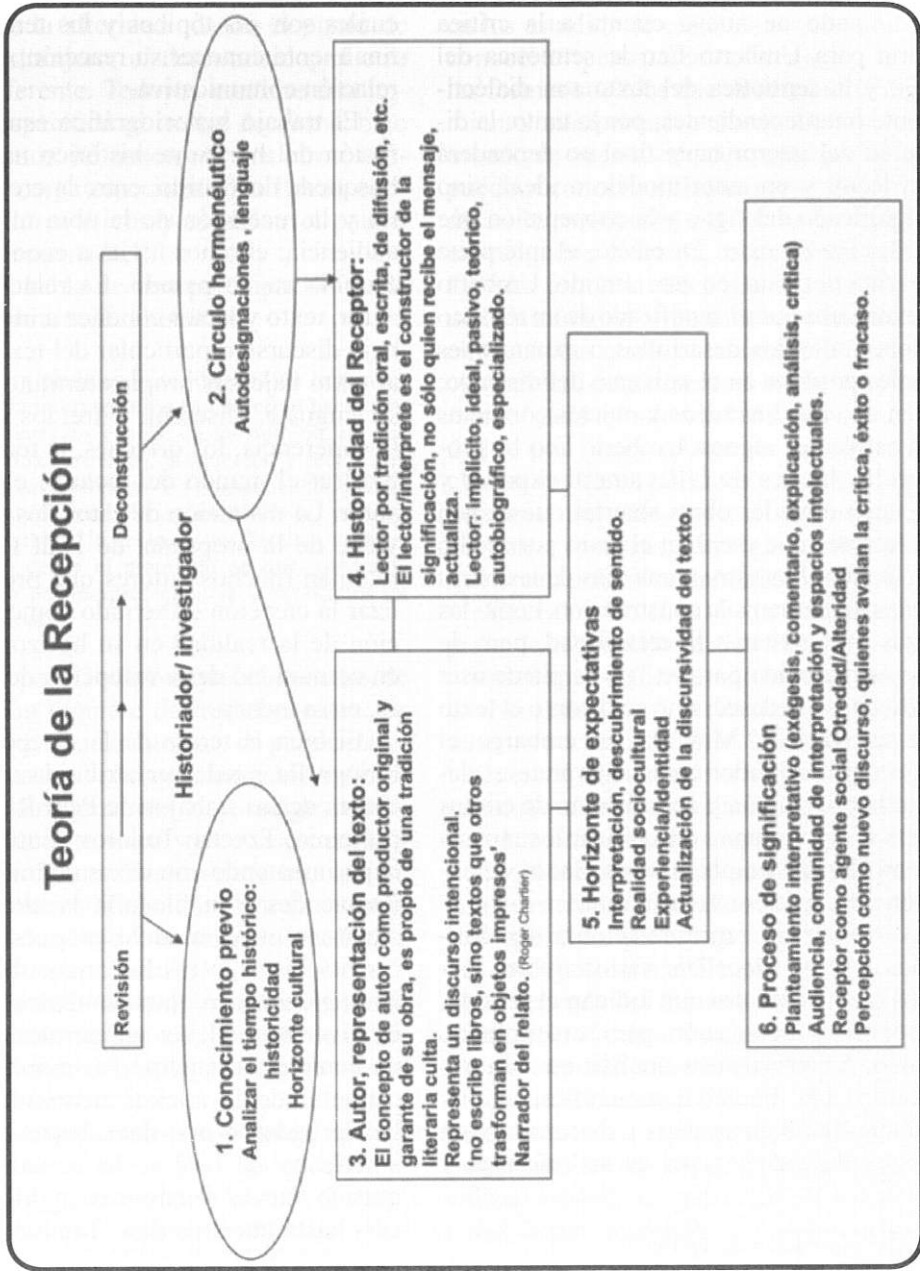 Teoría de la Recepción
Revisión
Deconstrucción
Historiador/ investigador
1. Conocimiento previo
Analizar el tiempo histórico:
historicidad
Horizonte cultural
2. Círculo hermenéutico
Autodesignaciones lenguaje
3. Autor, representación del texto:
El concepto de autor como productor original y
garante de su obra, es propio de una tradición
literaria culta.
Representa un discurso intencional.
'No escribe libros, sino textos que otros
trasforman en objetos impresos
Narrador del relato. (Roger Chartier)
4. Historicidad del Receptor:
Lector por tradición oral, escrita, de difusión, etc.
El lector/intérprete en el constructo de la
significación, no sólo quien recibe el mensaje,
actualiza.
Lector: implícito, ideal, pasivo, teórico,
autobiográfico, especializado.
5. Horizonte de expectativas
Interpretación, descubrimiento de sentido.
Realidad sociocultural
Experiencia/identidad
Actualización de la discursividad del texto.
6. Proceso de significación
Planteamiento interpretativo (exégesis, comentario, explicación, análisis, crítica)
Audiencia, comunidad de interpretación y espacios intelectuales.
Receptor como agente social Otredad/Alteridad
Percepción como nuevo discurso, quienes avalan la crítica, éxito o fracaso.